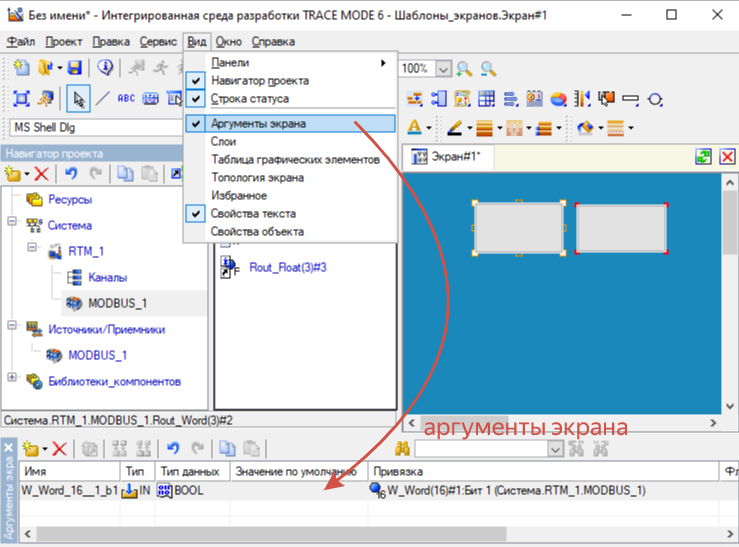 Без имени* - Интегрированная среда разработки TRACE MODE 6 - Шаблоны_экранов.Экран#1
Файл Проект Правка Сервис Вид Окно Справка
Панели
Навигатор проекта
Строка статуса
Аргументы экрана
Слои
Таблица графических элементов
Топология экрана
Избранное
Свойства текста
Свойства объекта
100%
ABC
MS Shell Dlg
Навигатор проекта
Экран#1*
Ресурсы
Система
RTM_1
Каналы
MODBUS_1
Источники/Приемники
MODBUS_1
Библиотеки_компонентов
Rout_Float(3)#3
Система.RTM_1.MODBUS_1.Rout_Word(3)#2
аргументы экрана
Аргументы экра
Имя Тип Тип данных Значение по умолчанию Привязка Фл
W_Word_16__1_b1 IN BOOL W_Word(16)#1:Бит 1 (Система.RTM_1.MODBUS_1)